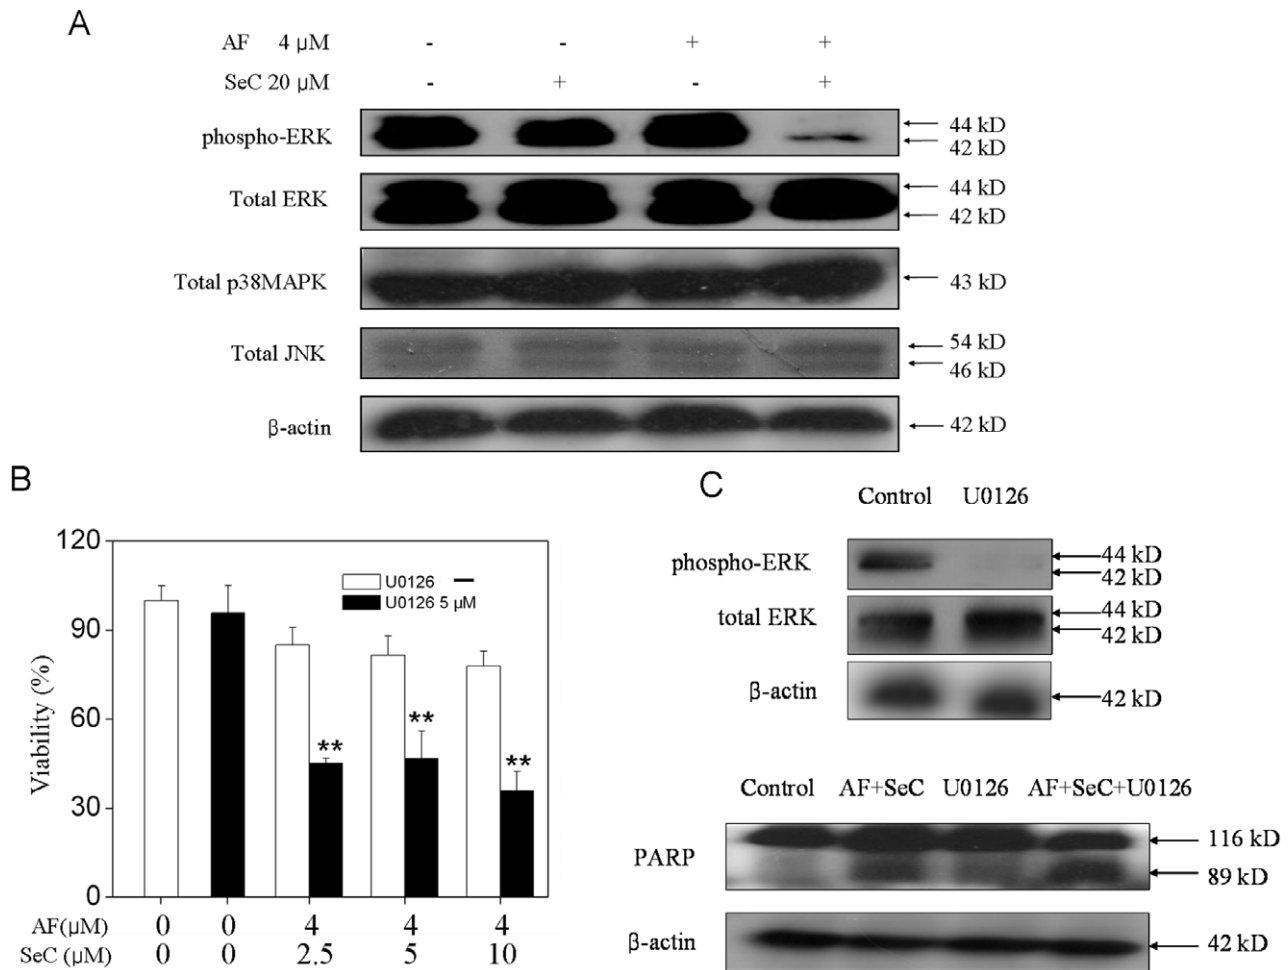 A
AF 4 µM - - + +
SeC 20 µM - + - +
phospho-ERK 44 kD
42 kD
Total ERK 44 kD
42 kD
Total p38MAPK 43 kD
Total JNK 54 kD
46 kD
β-actin 42 kD
B
Viability (%)
120
90
60
30
0
U0126 —
U0126 5 µM
** ** **
AF(µM) 0 0 4 4 4
SeC (µM) 0 0 2.5 5 10
C
Control U0126
phospho-ERK 44 kD
42 kD
total ERK 44 kD
42 kD
β-actin 42 kD
Control AF+SeC U0126 AF+SeC+U0126
PARP 116 kD
89 kD
β-actin 42 kD